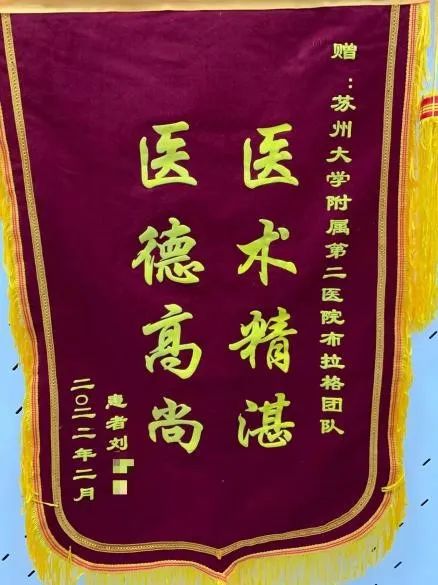 赠：苏州大学附属第二医院布拉格团队
医术精湛
医德高尚
患者刘
二〇二二年二月